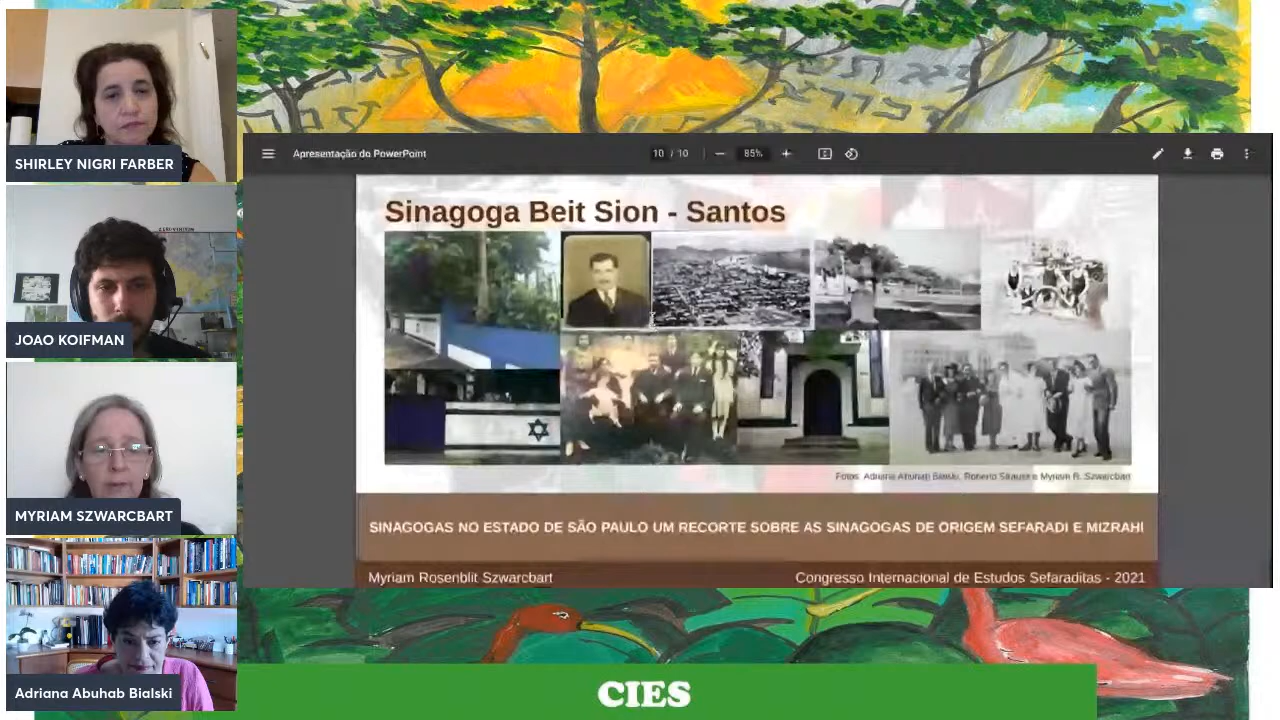 SHIRLEY NIGRI FARBER
JOAO KOIFMAN
MYRIAM SZWARCBART
Adriana Abuhab Bialski
Apresentação do PowerPoint
10 / 10
85%
Sinagoga Beit Sion - Santos
Fotos: Adriana Abuhab Bialski, Roberto Strauss e Myriam R. Szwarcbart
SINAGOGAS NO ESTADO DE SÃO PAULO UM RECORTE SOBRE AS SINAGOGAS DE ORIGEM SEFARADI E MIZRAHI
Myriam Rosenblit Szwarcbart
Congresso Internacional de Estudos Sefaraditas - 2021
CIES